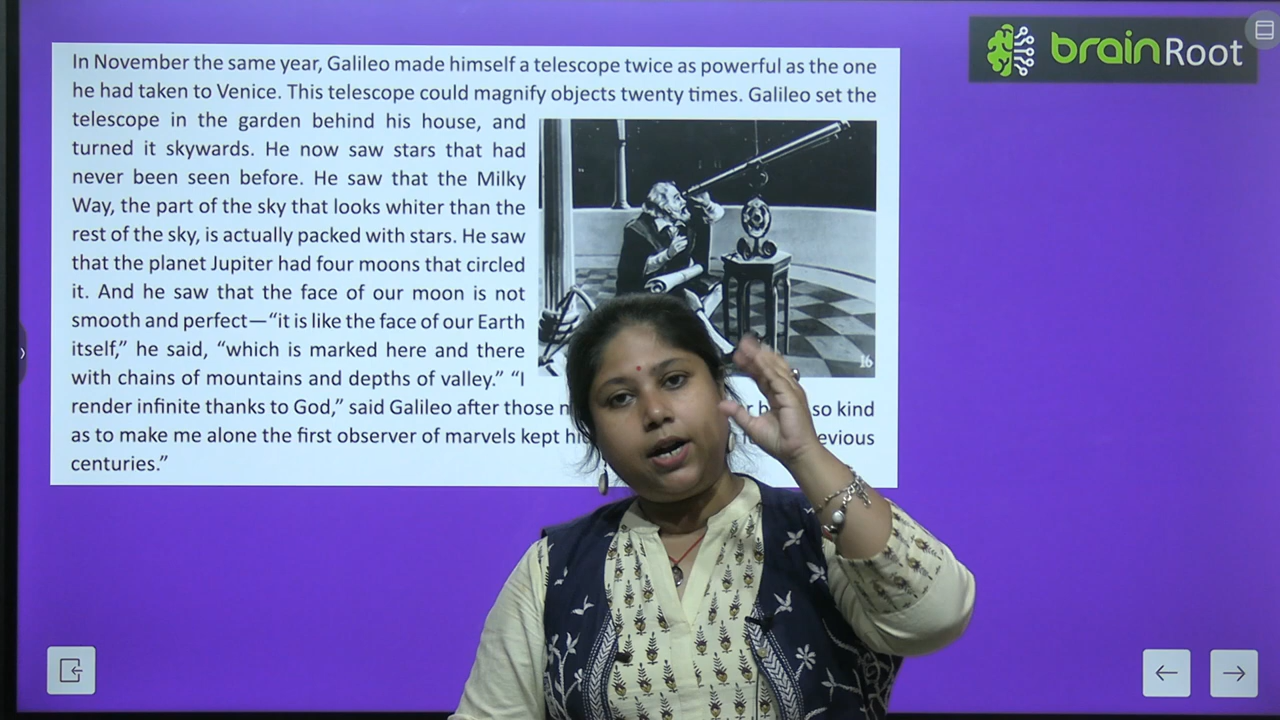 brainRoot
In November the same year, Galileo made himself a telescope twice as powerful as the one
he had taken to Venice. This telescope could magnify objects twenty times. Galileo set the
telescope in the garden behind his house, and
turned it skywards. He now saw stars that had
never been seen before. He saw that the Milky
Way, the part of the sky that looks whiter than the
rest of the sky, is actually packed with stars. He saw
that the planet Jupiter had four moons that circled
it. And he saw that the face of our moon is not
smooth and perfect—“it is like the face of our Earth
itself,” he said, “which is marked here and there
with chains of mountains and depths of valley.” “I
render infinite thanks to God,” said Galileo after those so kind
as to make me alone the first observer of marvels kept
centuries.”
16